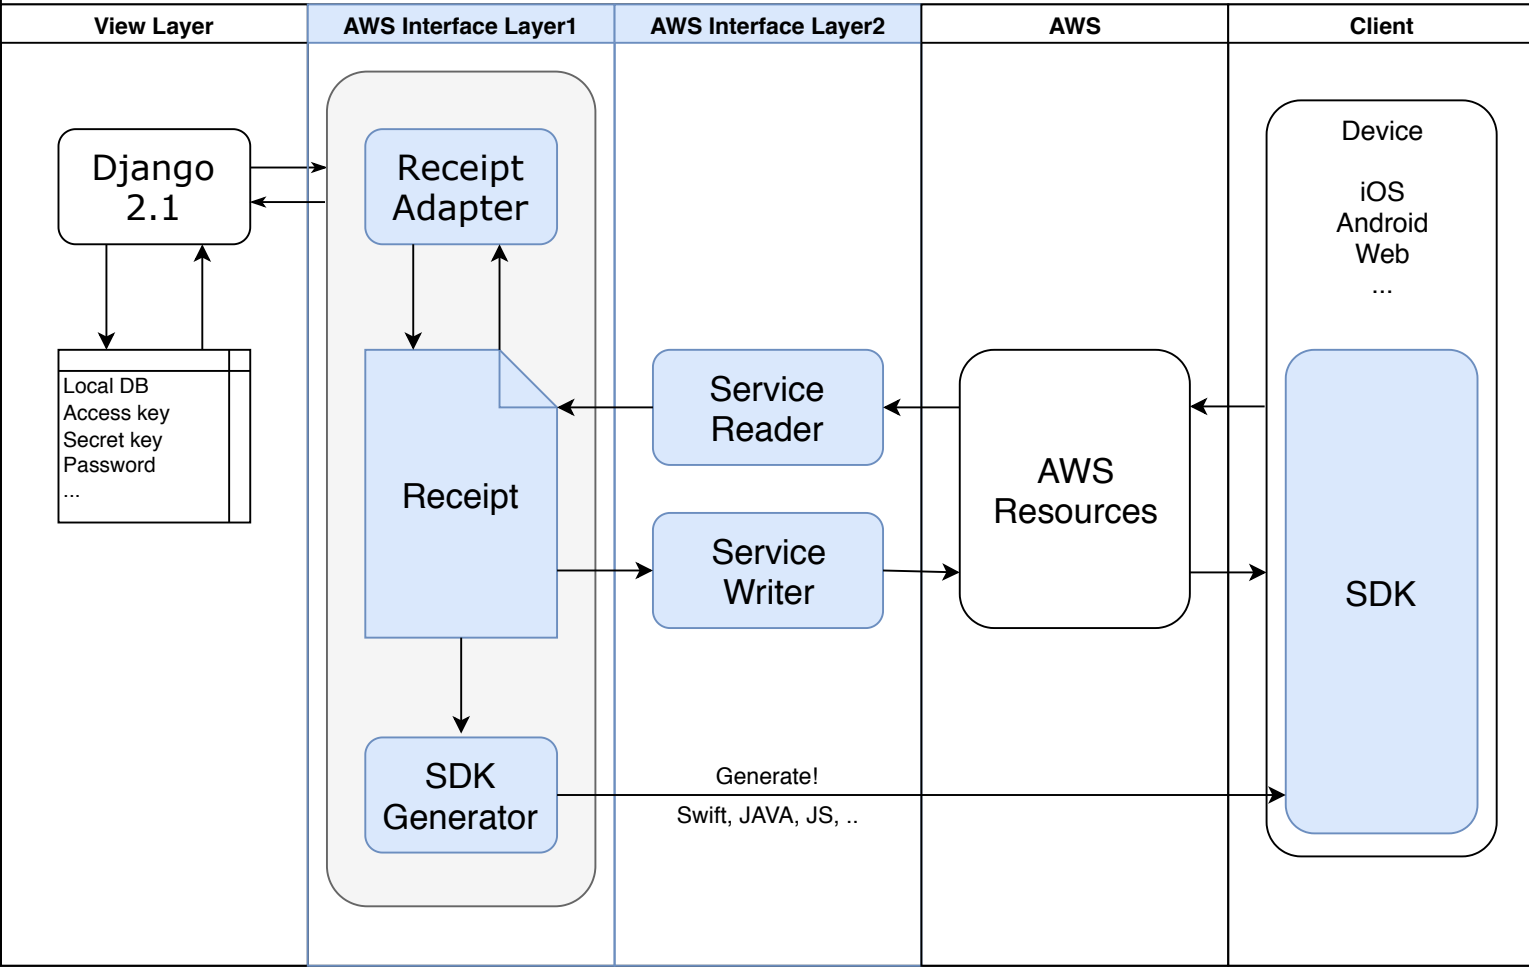 View Layer
AWS Interface Layer1
AWS Interface Layer2
AWS
Client
Django
2.1
Local DB
Access key
Secret key
Password
...
Receipt
Adapter
Receipt
SDK
Generator
Service
Reader
Service
Writer
Generate!
Swift, JAVA, JS, ..
AWS
Resources
Device
iOS
Android
Web
...
SDK